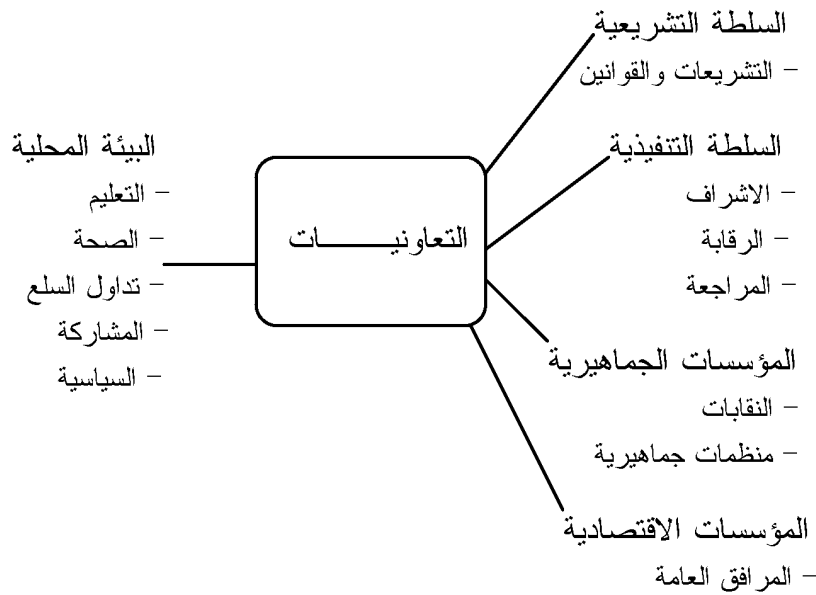 السلطة التشريعية
- التشريعات والقوانين
السلطة التنفيذية
- الاشراف
- الرقابة
- المراجعة
المؤسسات الجماهيرية
- النقابات
- منظمات جماهيرية
المؤسسات الاقتصادية
- المرافق العامة
التعاونيـــــــات
البيئة المحلية
- التعليم
- الصحة
- تداول السلع
- المشاركة
- السياسية